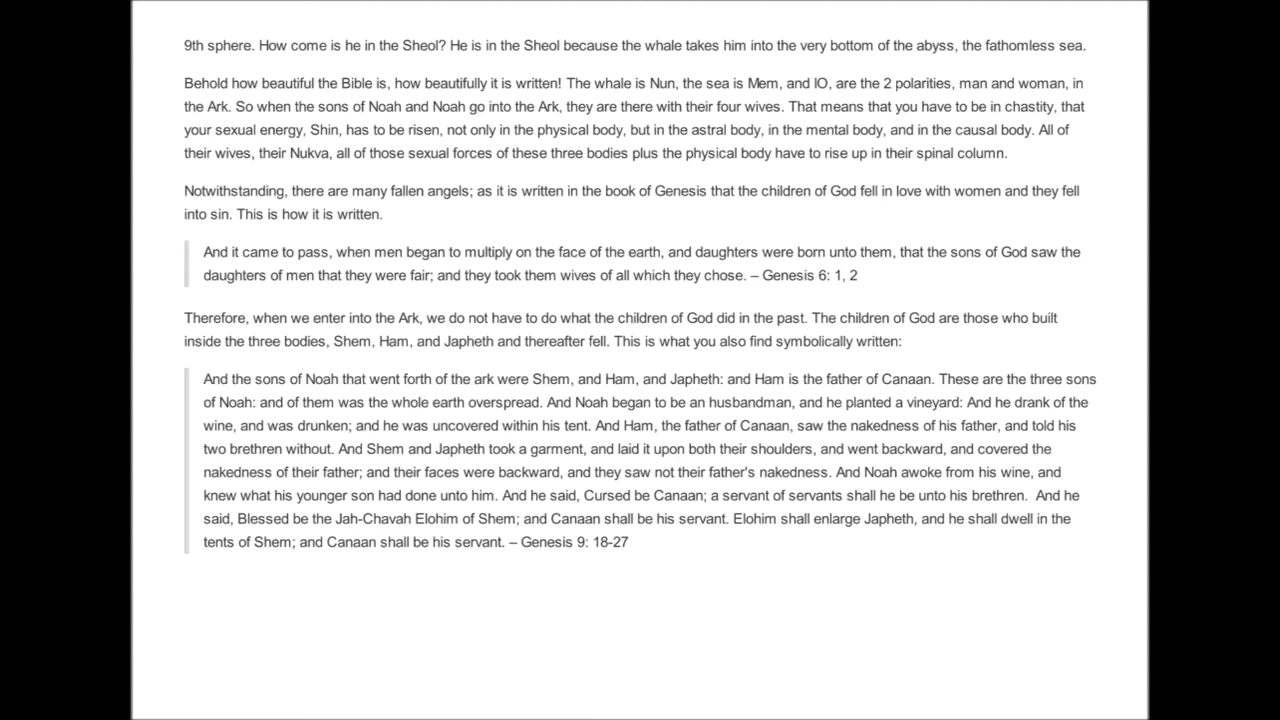 9th sphere. How come is he in the Sheol? He is in the Sheol because the whale takes him into the very bottom of the abyss, the fathomless sea.
Behold how beautiful the Bible is, how beautifully it is written! The whale is Nun, the sea is Mem, and IO, are the 2 polarities, man and woman, in
the Ark. So when the sons of Noah and Noah go into the Ark, they are there with their four wives. That means that you have to be in chastity, that
your sexual energy, Shin, has to be risen, not only in the physical body, but in the astral body, in the mental body, and in the causal body. All of
their wives, their Nukva, all of those sexual forces of these three bodies plus the physical body have to rise up in their spinal column.
Notwithstanding, there are many fallen angels; as it is written in the book of Genesis that the children of God fell in love with women and they fell
into sin. This is how it is written.
And it came to pass, when men began to multiply on the face of the earth, and daughters were born unto them, that the sons of God saw the
daughters of men that they were fair; and they took them wives of all which they chose. – Genesis 6: 1, 2
Therefore, when we enter into the Ark, we do not have to do what the children of God did in the past. The children of God are those who built
inside the three bodies, Shem, Ham, and Japheth and thereafter fell. This is what you also find symbolically written:
And the sons of Noah that went forth of the ark were Shem, and Ham, and Japheth: and Ham is the father of Canaan. These are the three sons
of Noah: and of them was the whole earth overspread. And Noah began to be an husbandman, and he planted a vineyard: And he drank of the
wine, and was drunken; and he was uncovered within his tent. And Ham, the father of Canaan, saw the nakedness of his father, and told his
two brethren without. And Shem and Japheth took a garment, and laid it upon both their shoulders, and went backward, and covered the
nakedness of their father; and their faces were backward, and they saw not their father's nakedness. And Noah awoke from his wine, and
knew what his younger son had done unto him. And he said, Cursed be Canaan; a servant of servants shall he be unto his brethren. And he
said, Blessed be the Jah-Chavah Elohim of Shem; and Canaan shall be his servant. Elohim shall enlarge Japheth, and he shall dwell in the
tents of Shem; and Canaan shall be his servant. – Genesis 9: 18-27